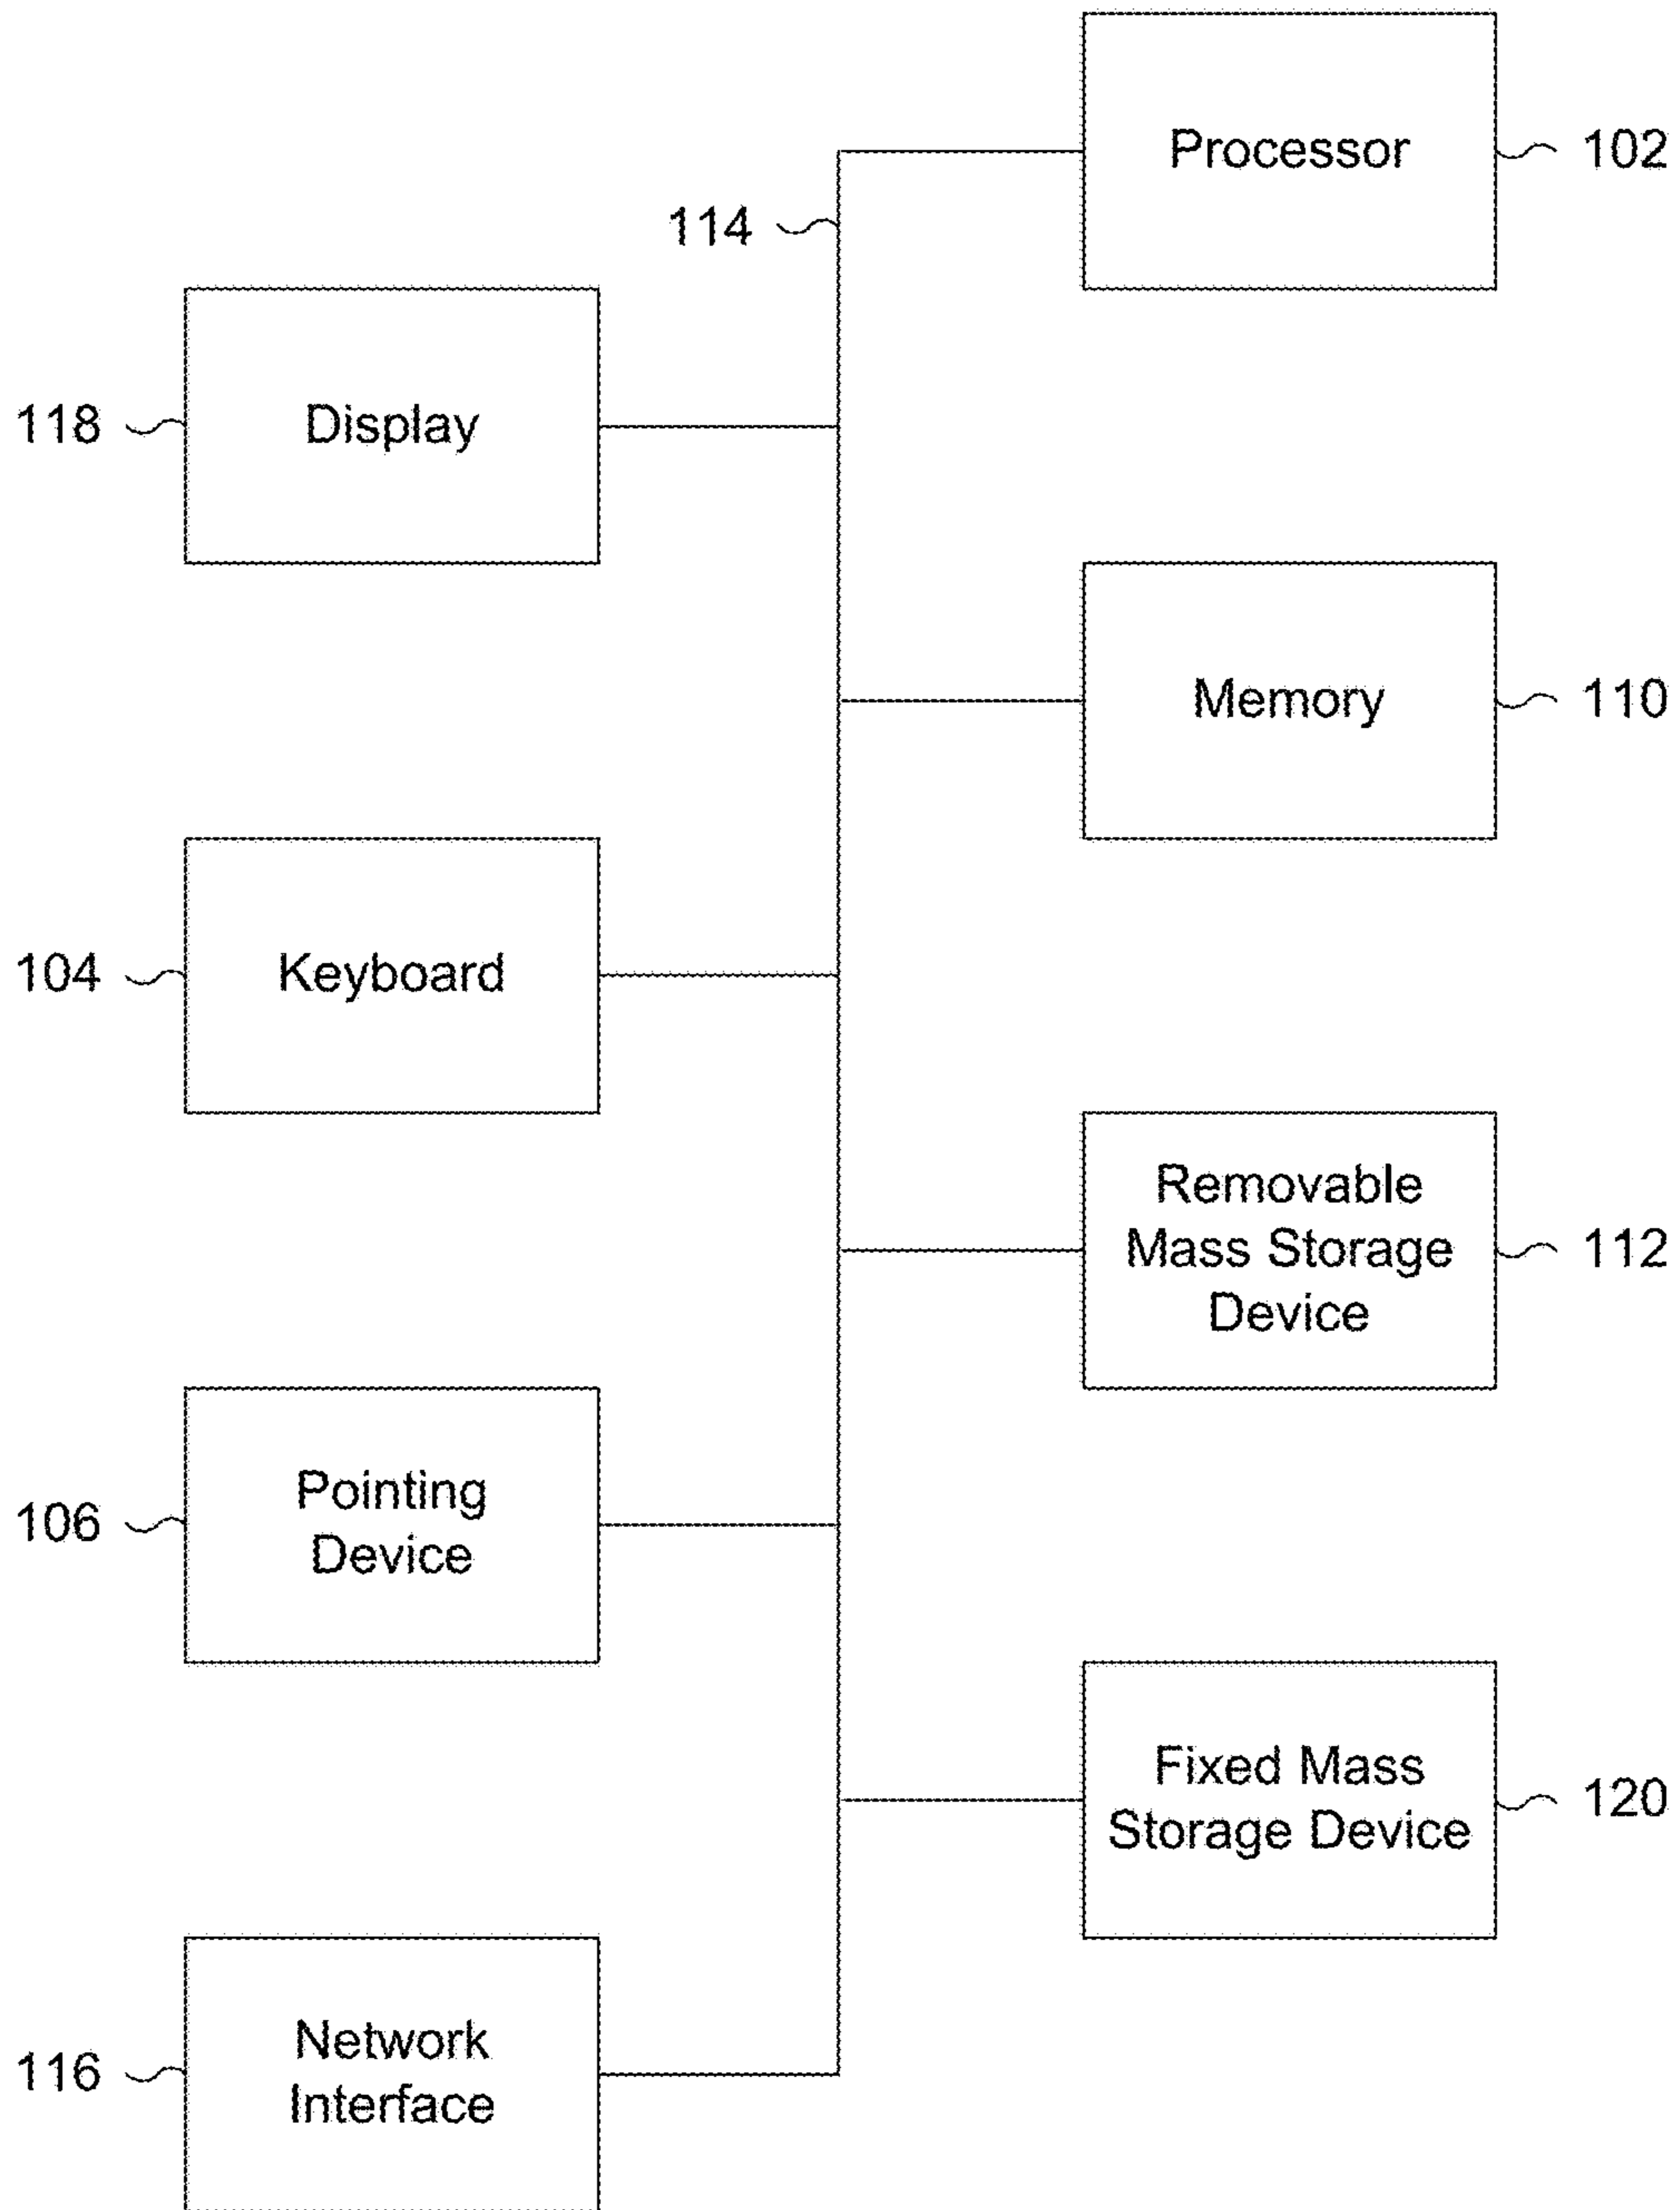 Processor
102
114
118
Display
Memory
110
104
Keyboard
Removable
Mass Storage
Device
112
106
Pointing
Device
Fixed Mass
Storage Device
120
116
Network
Interface